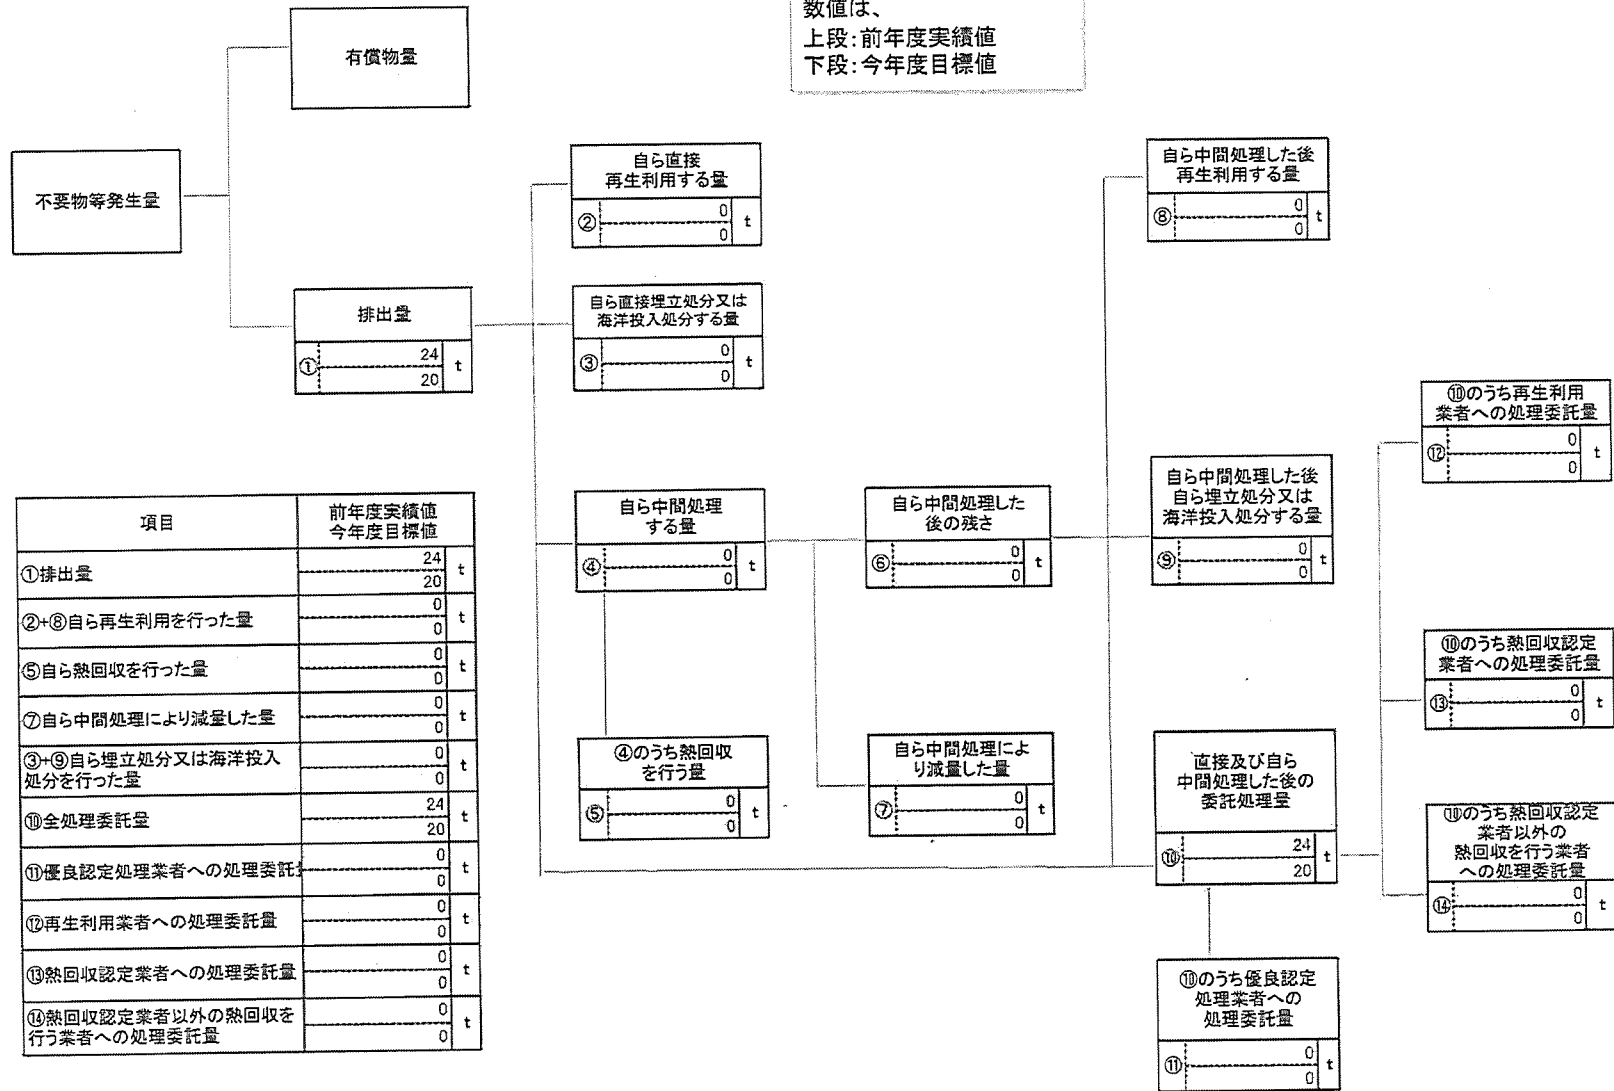 数値は、
上段:前年度実績値
下段:今年度目標値
有償物量
不要物等発生量
排出量
① 24 t
20
自ら直接
再生利用する量
② 0 t
0
自ら直接埋立処分又は
海洋投入処分する量
③ 0 t
0
自ら中間処理
する量
④ 0 t
0
④のうち熱回収
を行う量
⑤ 0 t
0
自ら中間処理した
後の残さ
⑥ 0 t
0
自ら中間処理によ
り減量した量
⑦ 0 t
0
自ら中間処理した後
再生利用する量
⑧ 0 t
0
自ら中間処理した後
自ら埋立処分又は
海洋投入処分する量
⑨ 0 t
0
直接及び自ら
中間処理した後の
委託処理量
⑩ 24 t
20
⑩のうち優良認定
処理業者への
処理委託量
⑪ 0 t
0
⑩のうち再生利用
業者への処理委託量
⑫ 0 t
0
⑩のうち熱回収認定
業者への処理委託量
⑬ 0 t
0
⑩のうち熱回収認定
業者以外の
熱回収を行う業者
への処理委託量
⑭ 0 t
0
項目 前年度実績値
今年度目標値
①排出量 24 t
20
②+⑧自ら再生利用を行った量 0 t
0
⑤自ら熱回収を行った量 0 t
0
⑦自ら中間処理により減量した量 0 t
0
③+⑨自ら埋立処分又は海洋投入
処分を行った量 0 t
0
⑩全処理委託量 24 t
20
⑪優良認定処理業者への処理委託 0 t
0
⑫再生利用業者への処理委託量 0 t
0
⑬熱回収認定業者への処理委託量 0 t
0
⑭熱回収認定業者以外の熱回収を
行う業者への処理委託量 0 t
0